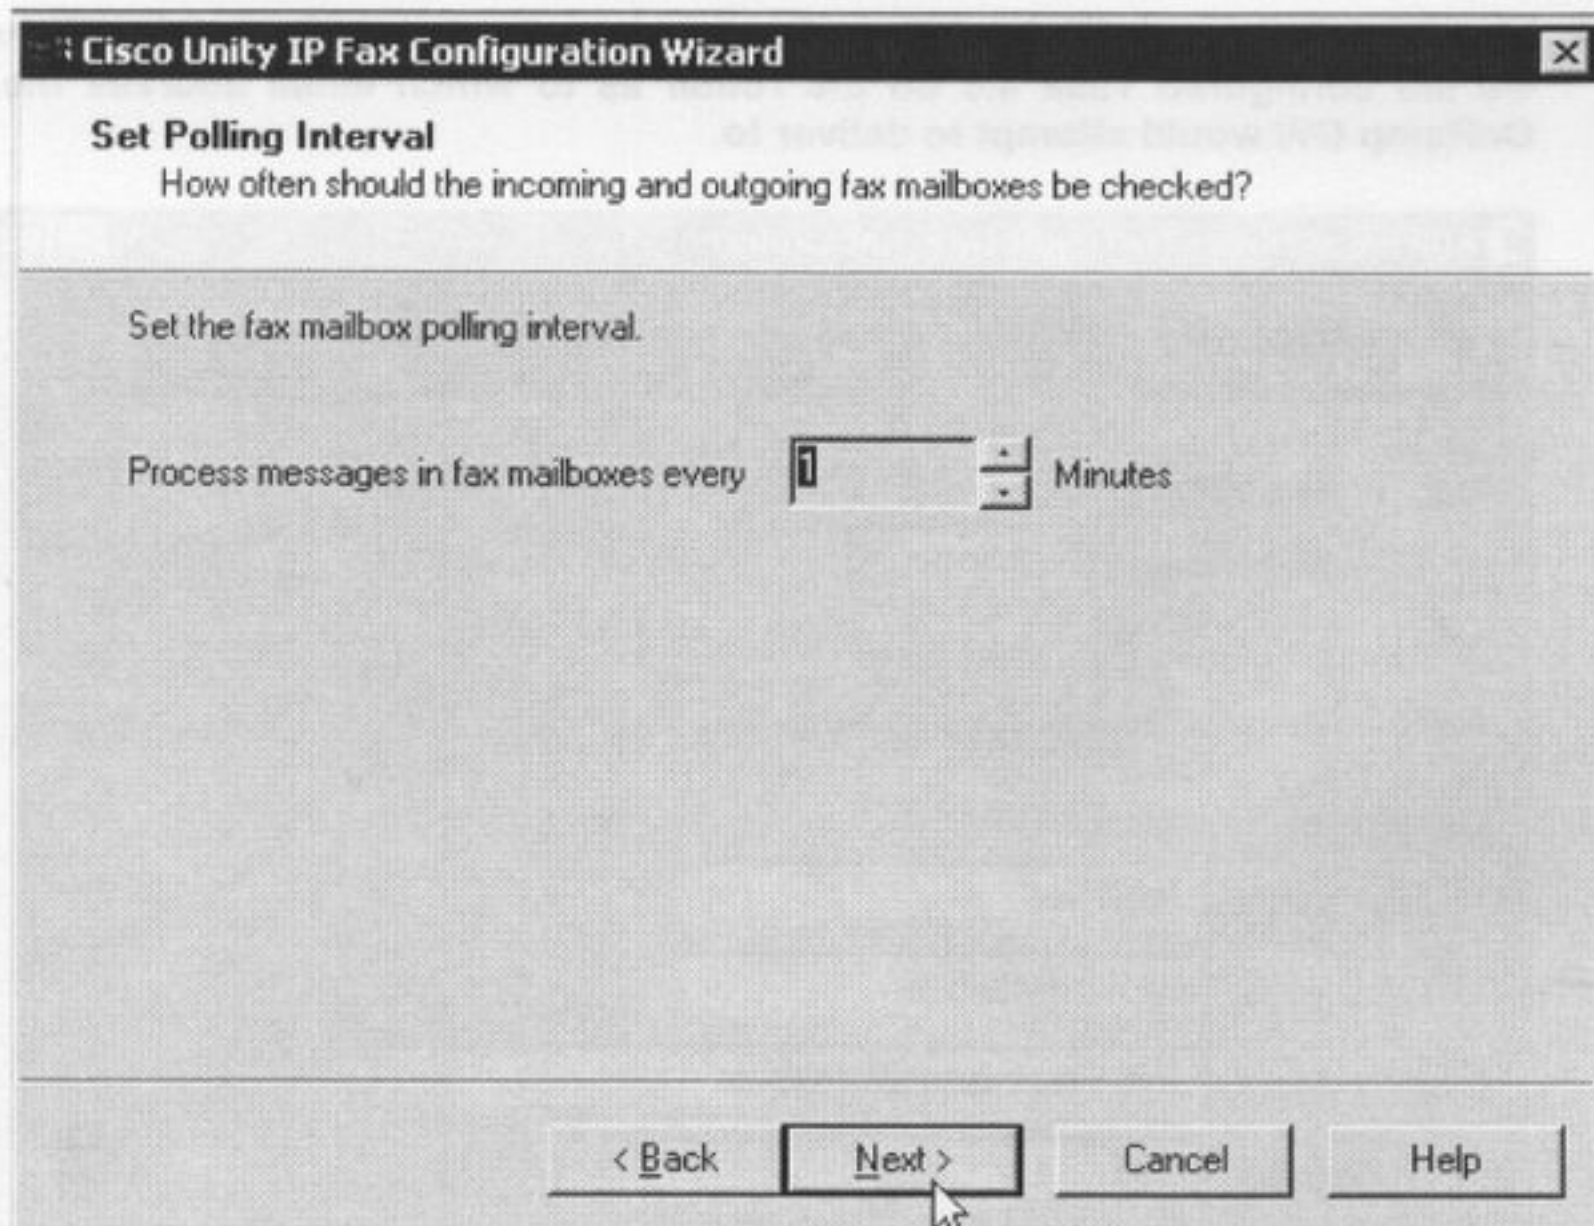 Cisco Unity IP Fax Configuration Wizard
Set Polling Interval
How often should the incoming and outgoing fax mailboxes be checked?
Set the fax mailbox polling interval.
Process messages in fax mailboxes every 1 Minutes
< Back Next > Cancel Help